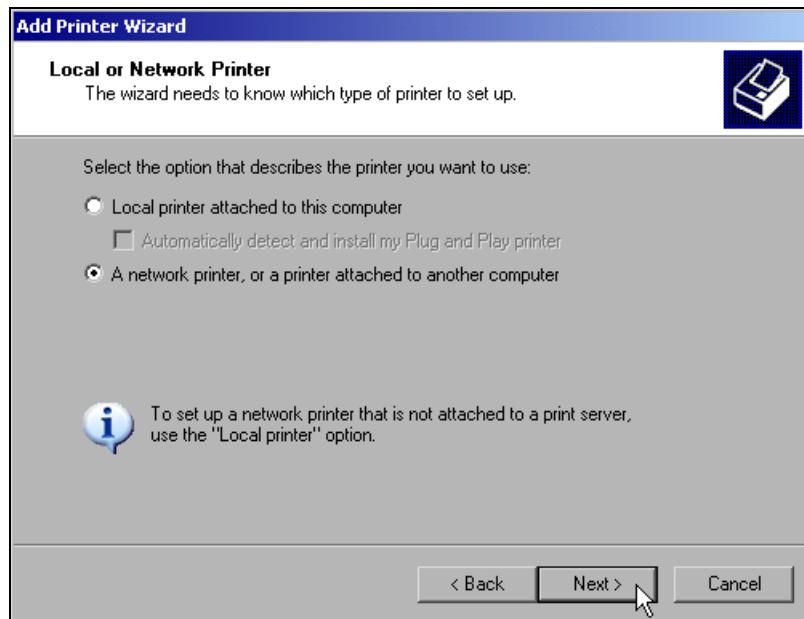 Add Printer Wizard
Local or Network Printer
The wizard needs to know which type of printer to set up.
Select the option that describes the printer you want to use:
Local printer attached to this computer
Automatically detect and install my Plug and Play printer
A network printer, or a printer attached to another computer
To set up a network printer that is not attached to a print server,
use the "Local printer" option.
< Back Next > Cancel